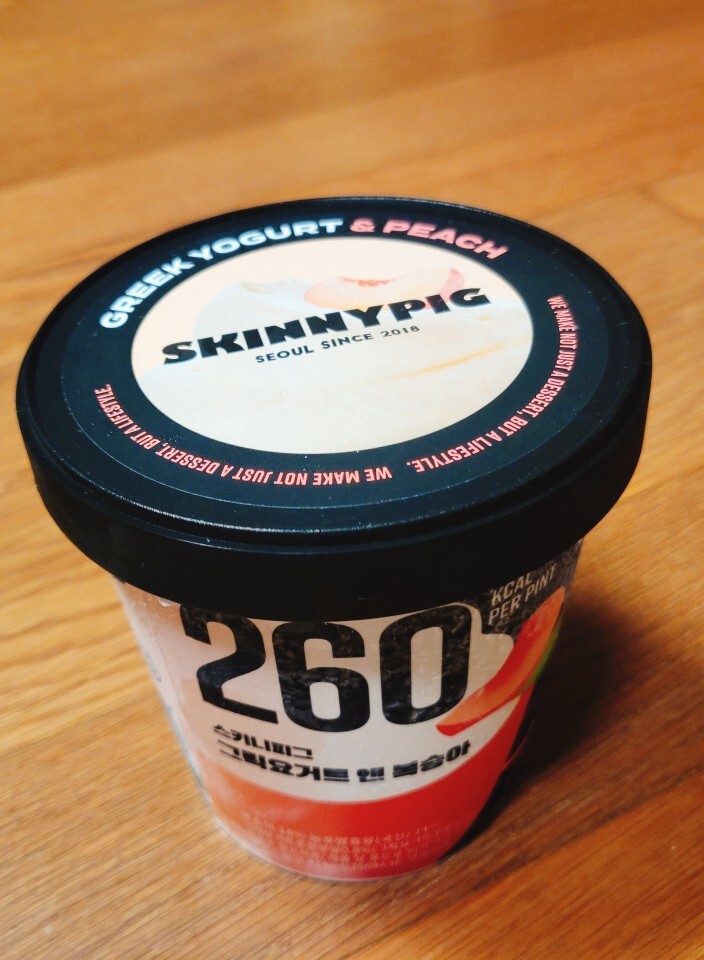 GREEK YOGURT & PEACH
SKINNYPIG
SEOUL SINCE 2018
WE MAKE NOT JUST A DESSERT, BUT A LIFESTYLE.
WE MAKE NOT JUST A DESSERT, BUT A LIFESTYLE.
260
KCAL
PER PINT
스키니피그
그릭요거트 앤 복숭아